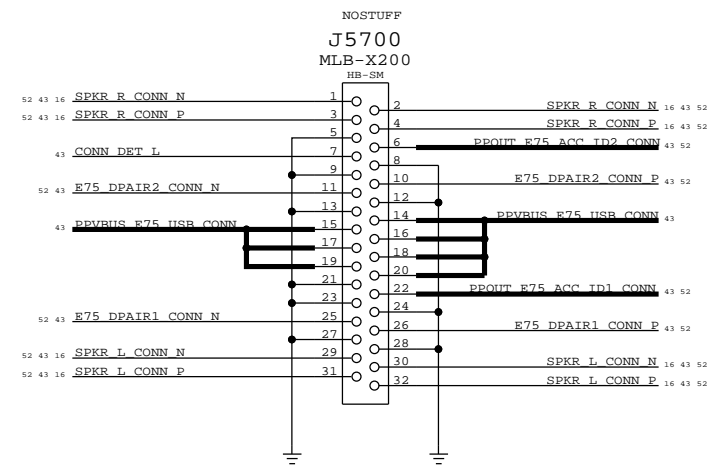 NOSTUFF
J5700
MLB-X200
HB-SM
52 43 16 SPKR_R_CONN_N 1
2 SPKR_R_CONN_N 16 43 52
52 43 16 SPKR_R_CONN_P 3
4 SPKR_R_CONN_P 16 43 52
5
6 PPOUT_E75_ACC_ID2_CONN 43 52
43 CONN_DET_L 7
8
9
10 E75_DPAIR2_CONN_P 43 52
52 43 E75_DPAIR2_CONN_N 11
12
13
14 PPVBUS_E75_USB_CONN 43
43 PPVBUS_E75_USB_CONN 15
16
17
18
19
20
21
22 PPOUT_E75_ACC_ID1_CONN 43 52
23
24
52 43 E75_DPAIR1_CONN_N 25
26 E75_DPAIR1_CONN_P 43 52
27
28
52 43 16 SPKR_L_CONN_N 29
30 SPKR_L_CONN_N 16 43 52
52 43 16 SPKR_L_CONN_P 31
32 SPKR_L_CONN_P 16 43 52